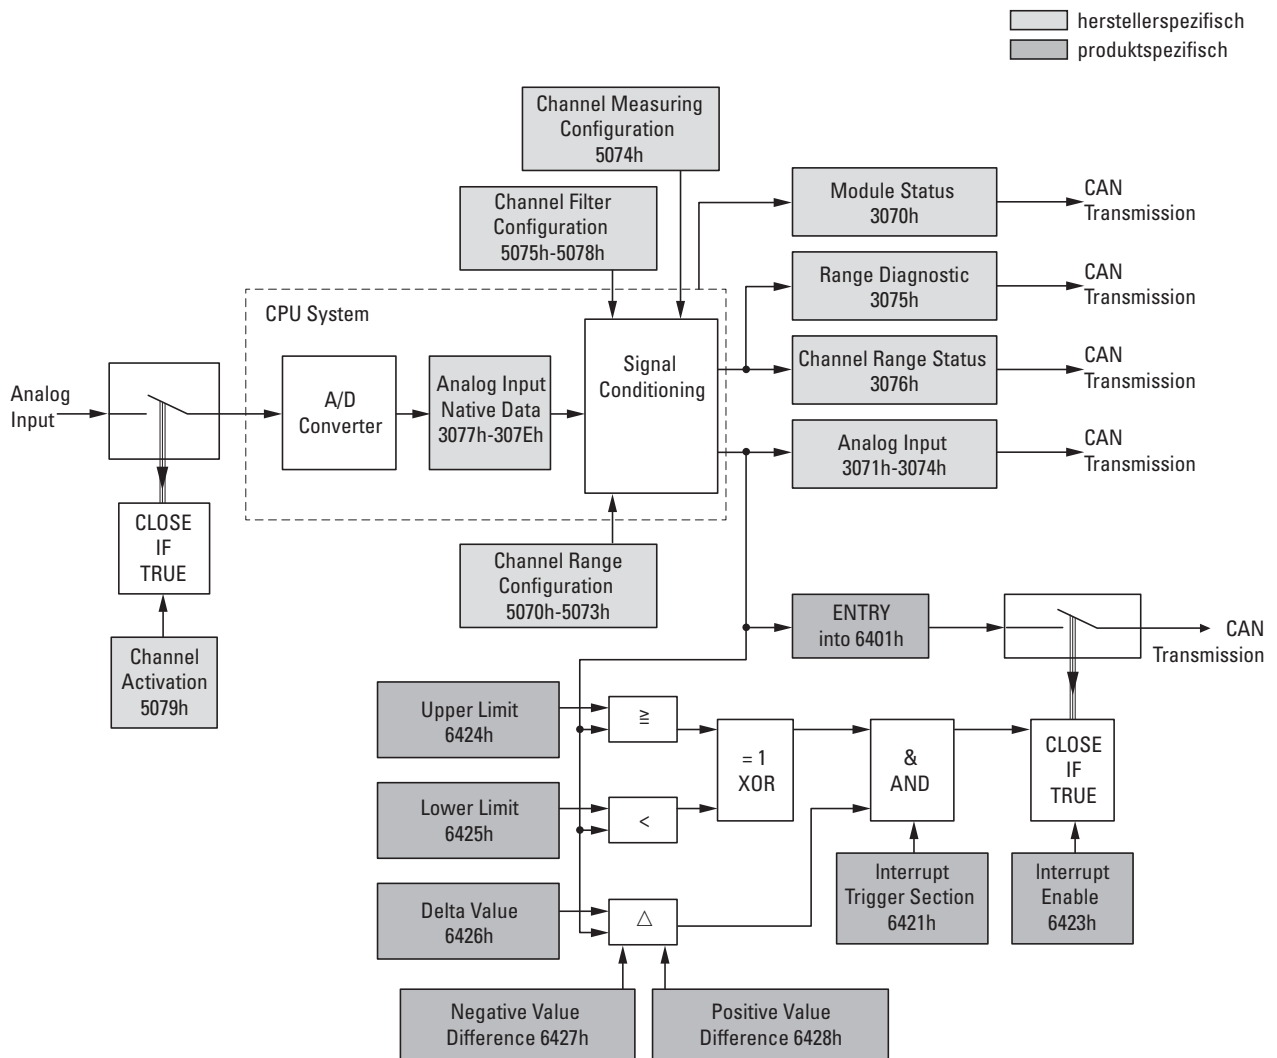 herstellerspezifisch
produktspezifisch
Channel Measuring
Configuration
5074h
Channel Filter
Configuration
5075h-5078h
Module Status
3070h
CAN
Transmission
Range Diagnostic
3075h
CAN
Transmission
CPU System
Signal
Conditioning
Channel Range Status
3076h
CAN
Transmission
Analog
Input
A/D
Converter
Analog Input
Native Data
3077h-307Eh
Analog Input
3071h-3074h
CAN
Transmission
CLOSE
IF
TRUE
Channel Range
Configuration
5070h-5073h
Channel
Activation
5079h
ENTRY
into 6401h
CAN
Transmission
Upper Limit
6424h
≧
= 1
XOR
&
AND
CLOSE
IF
TRUE
Lower Limit
6425h
<
Interrupt
Trigger Section
6421h
Interrupt
Enable
6423h
Delta Value
6426h
△
Negative Value
Difference 6427h
Positive Value
Difference 6428h